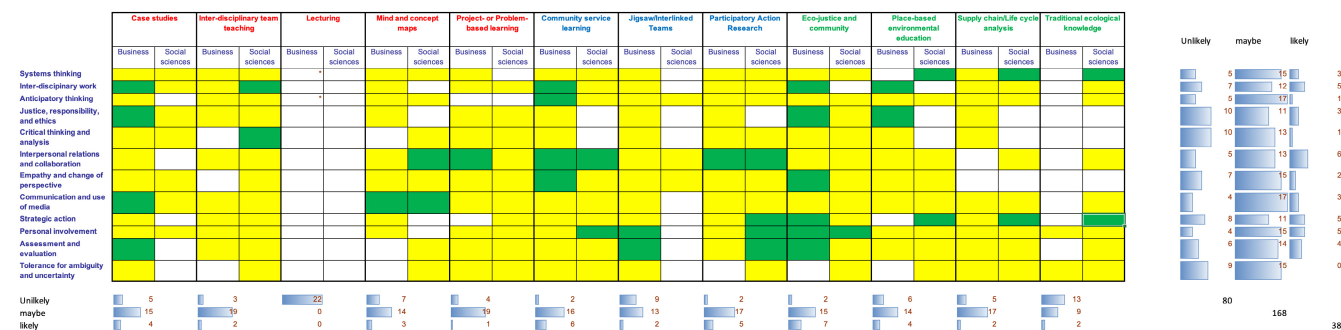 Case studies Inter-disciplinary team Lecturing Mind and concept Project- or Problem- Community service Jigsaw/Interlinked Participatory Action Eco-justice and Place-based Supply chain/Life cycle Traditional ecological
teaching maps based learning learning Teams Research community environmental analysis knowledge
education
Unlikely maybe likely
Business Social Business Social Business Social Business Social Business Social Business Social Business Social Business Social Business Social Business Social Business Social Business Social
sciences sciences sciences sciences sciences sciences sciences sciences sciences sciences sciences sciences
Systems thinking * 5 15 3
Inter-disciplinary work 7 12 5
Anticipatory thinking * 5 17 1
Justice, responsibility, 10 11 3
and ethics
Critical thinking and 10 13 1
analysis
Interpersonal relations 5 13 6
and collaboration
Empathy and change of 7 15 2
perspective
Communication and use 4 17 3
of media
Strategic action 8 11 5
Personal involvement 4 15 5
Assessment and 6 14 4
evaluation
Tolerance for ambiguity 9 15 0
and uncertainty
Unilkely 5 3 22 7 4 2 9 2 2 6 5 13 80
maybe 15 19 0 14 19 16 13 17 15 14 17 9 168
likely 4 2 0 3 1 6 2 5 7 4 2 2 38